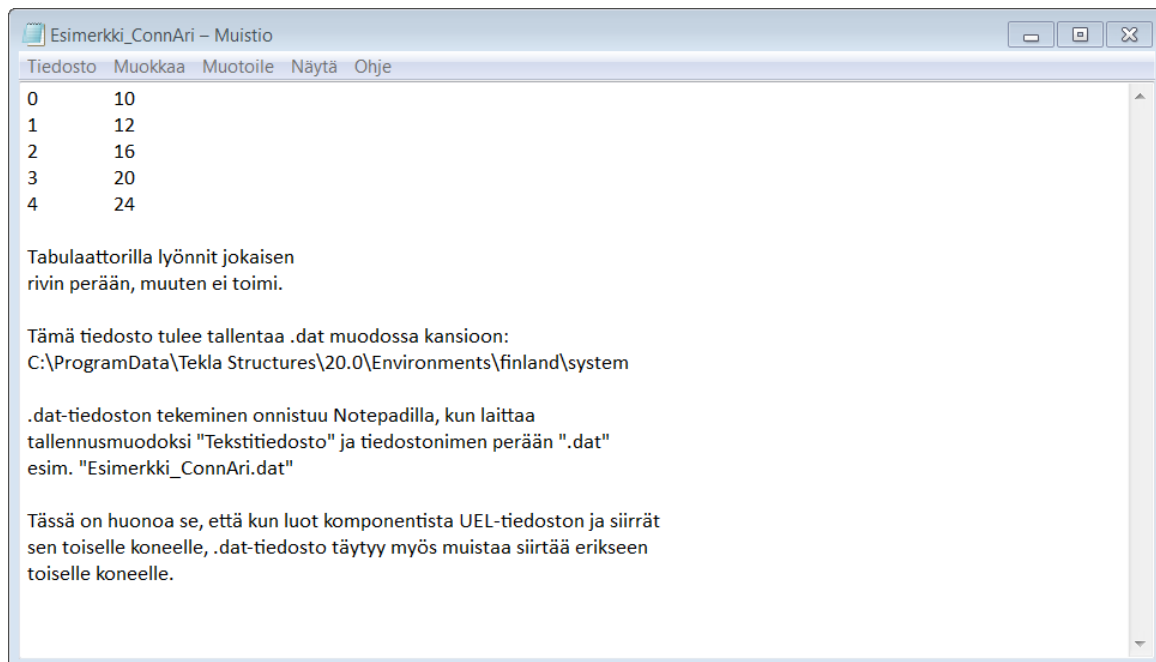 Esimerkki_ConnAri – Muistio
Tiedosto Muokkaa Muotoile Näytä Ohje
0 10
1 12
2 16
3 20
4 24
Tabulaattorilla lyönnit jokaisen
rivin perään, muuten ei toimi.
Tämä tiedosto tulee tallentaa .dat muodossa kansioon:
C:\ProgramData\Tekla Structures\20.0\Environments\finland\system
.dat-tiedoston tekeminen onnistuu Notepadilla, kun laittaa
tallennusmuodoksi "Tekstitiedosto" ja tiedostonimen perään ".dat"
esim. "Esimerkki_ConnAri.dat"
Tässä on huonoa se, että kun luot komponentista UEL-tiedoston ja siirrät
sen toiselle koneelle, .dat-tiedosto täytyy myös muistaa siirtää erikseen
toiselle koneelle.